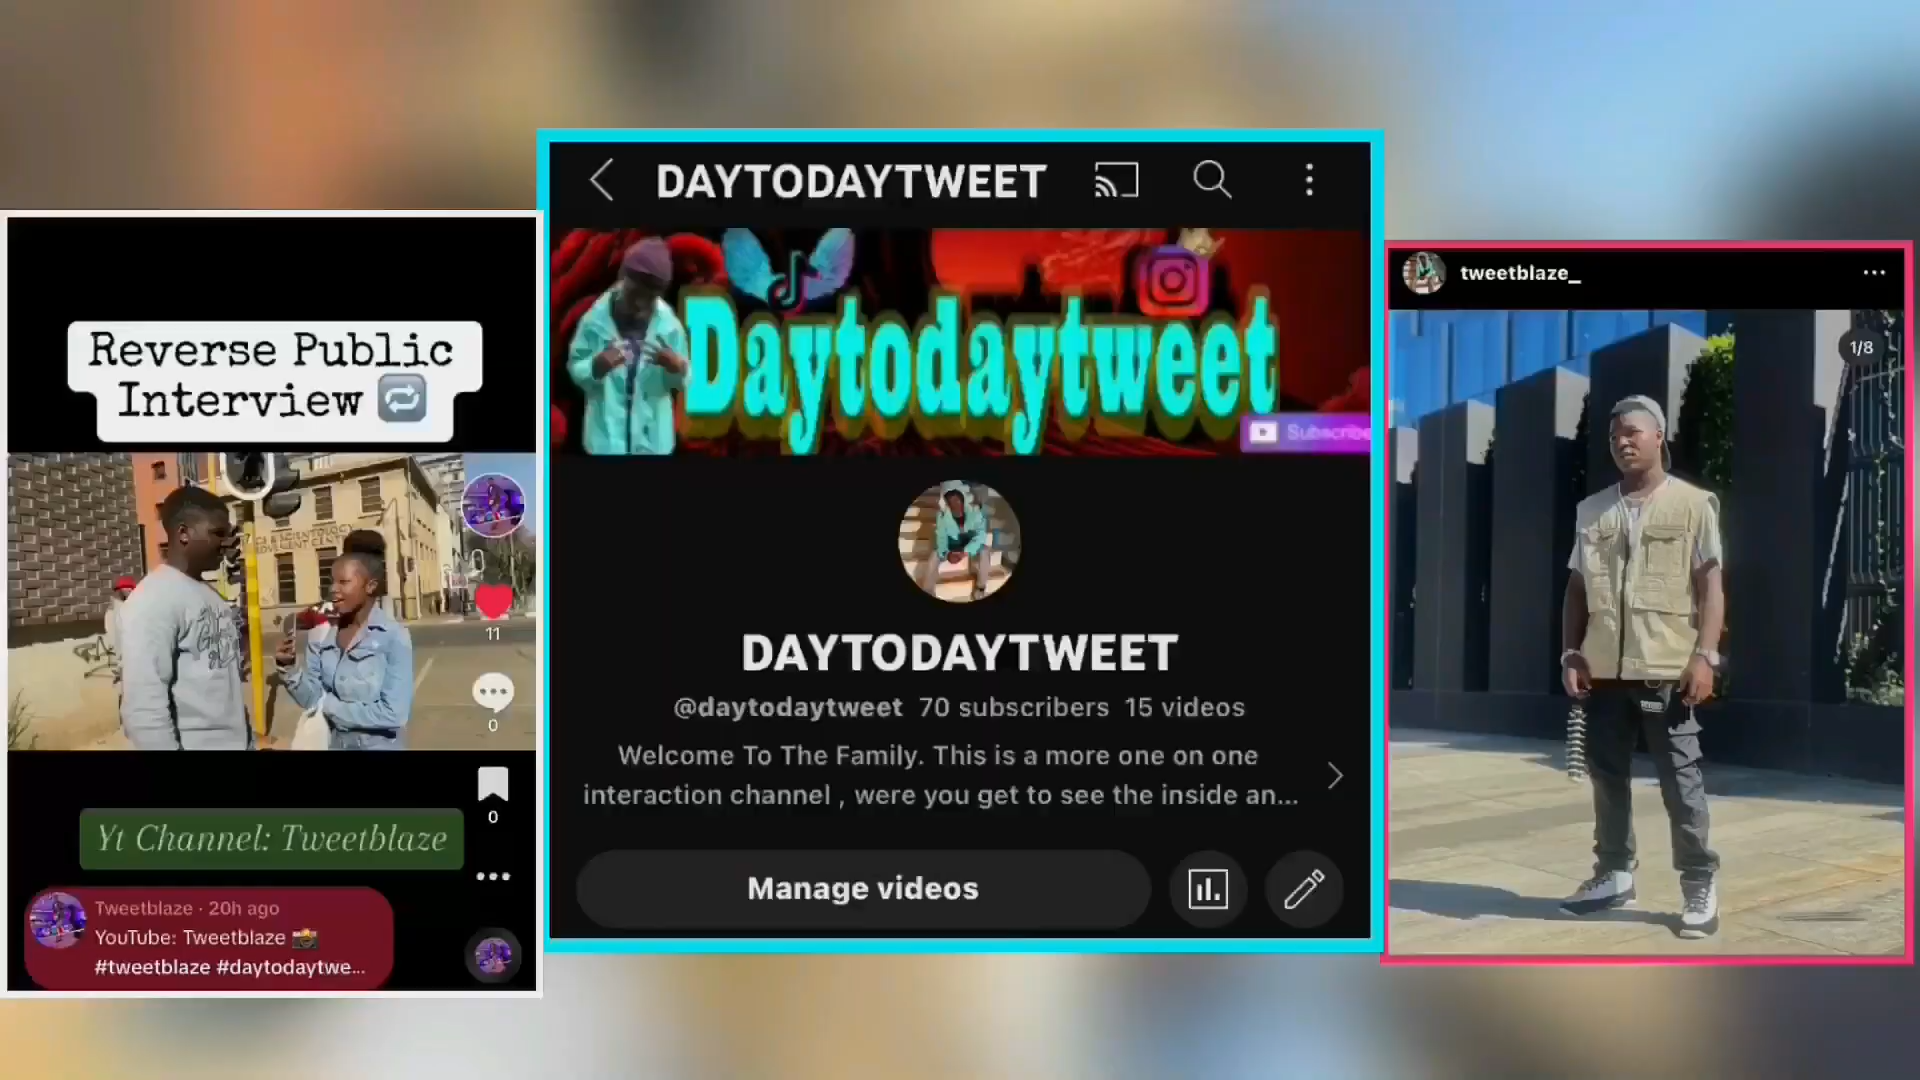 Reverse Public
Interview
11
0
0
Yt Channel: Tweetblaze
Tweetblaze · 20h ago
YouTube: Tweetblaze
#tweetblaze #daytodaytwe...
DAYTODAYTWEET
Daytodaytweet
Subscribe
DAYTODAYTWEET
@daytodaytweet 70 subscribers 15 videos
Welcome To The Family. This is a more one on one
interaction channel , were you get to see the inside an...
Manage videos
tweetblaze_
1/8